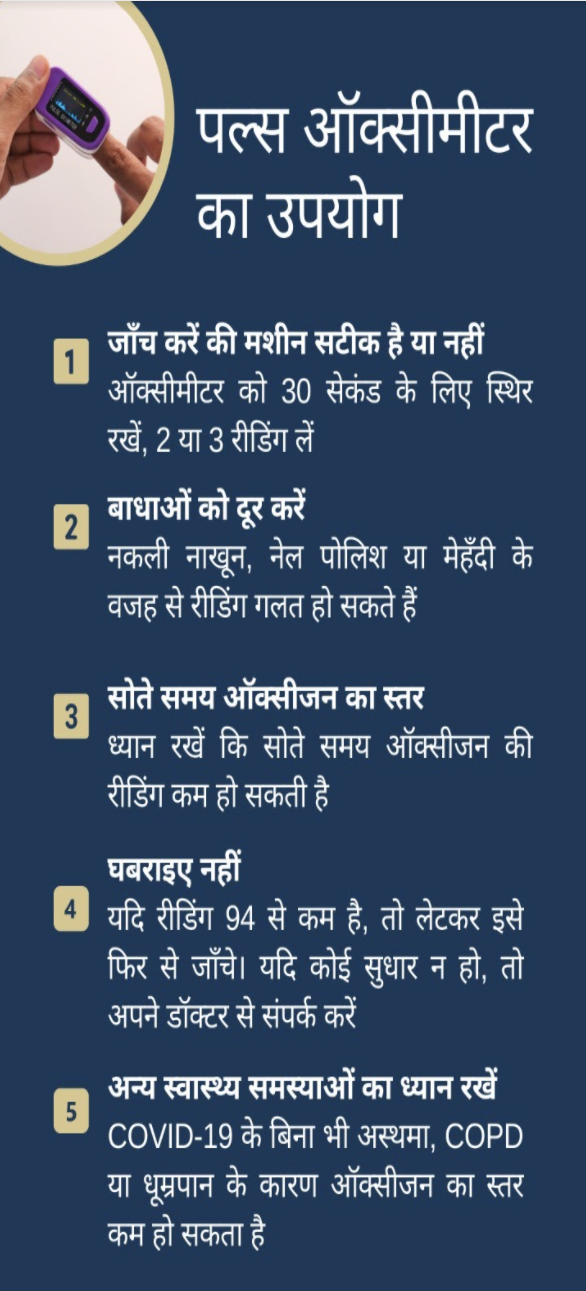 पल्स ऑक्सीमीटर
का उपयोग
1
जाँच करें की मशीन सटीक है या नहीं
ऑक्सीमीटर को 30 सेकंड के लिए स्थिर
रखें, 2 या 3 रीडिंग लें
2
बाधाओं को दूर करें
नकली नाखून, नेल पोलिश या मेहँदी के
वजह से रीडिंग गलत हो सकते हैं
3
सोते समय ऑक्सीजन का स्तर
ध्यान रखें कि सोते समय ऑक्सीजन की
रीडिंग कम हो सकती है
4
घबराइए नहीं
यदि रीडिंग 94 से कम है, तो लेटकर इसे
फिर से जाँचे। यदि कोई सुधार न हो, तो
अपने डॉक्टर से संपर्क करें
5
अन्य स्वास्थ्य समस्याओं का ध्यान रखें
COVID-19 के बिना भी अस्थमा, COPD
या धूम्रपान के कारण ऑक्सीजन का स्तर
कम हो सकता है